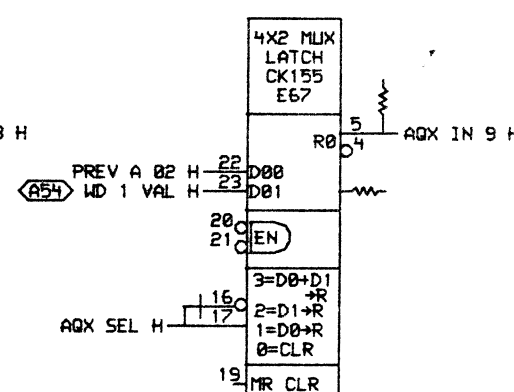 4X2 MUX
LATCH
CK155
E67
H
5
R0
AQX IN 9 H
4
PREV A 02 H
22
D00
A54
WD 1 VAL H
23
D01
20
21
EN
3=D0+D1
→R
16
2=D1→R
17
AQX SEL H
1=D0→R
0=CLR
19
MR CLR